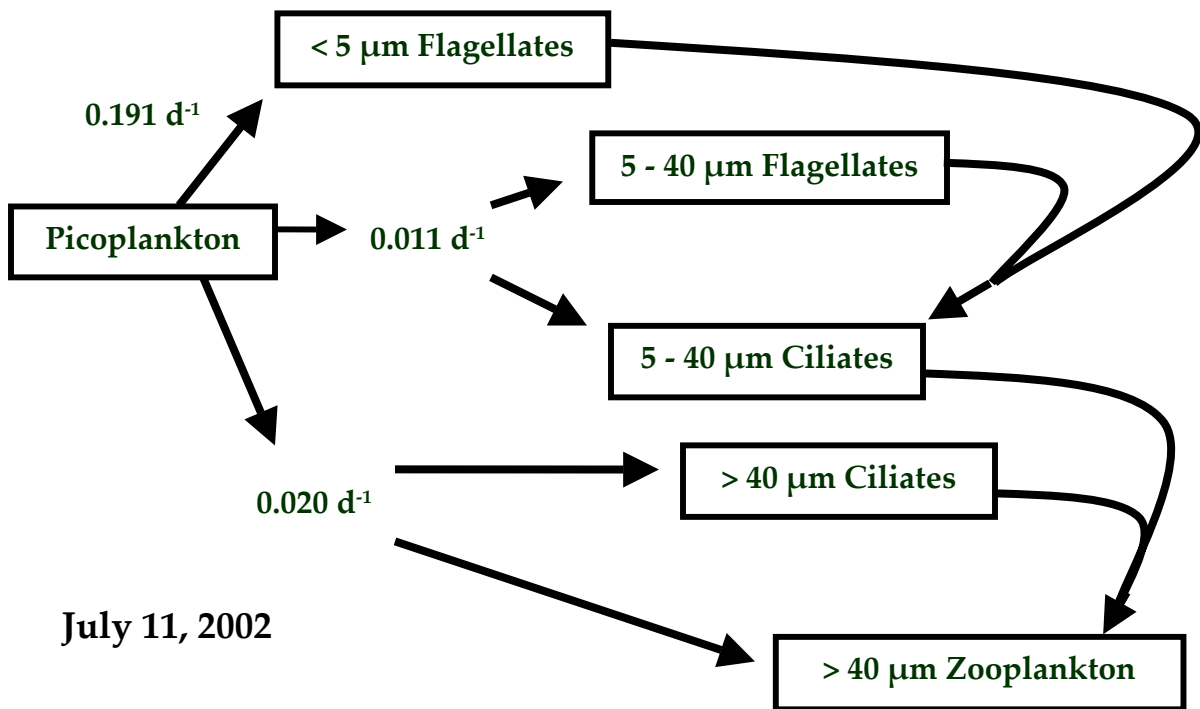 < 5 µm Flagellates
0.191 d⁻¹
5 - 40 µm Flagellates
Picoplankton
0.011 d⁻¹
5 - 40 µm Ciliates
> 40 µm Ciliates
0.020 d⁻¹
July 11, 2002
> 40 µm Zooplankton